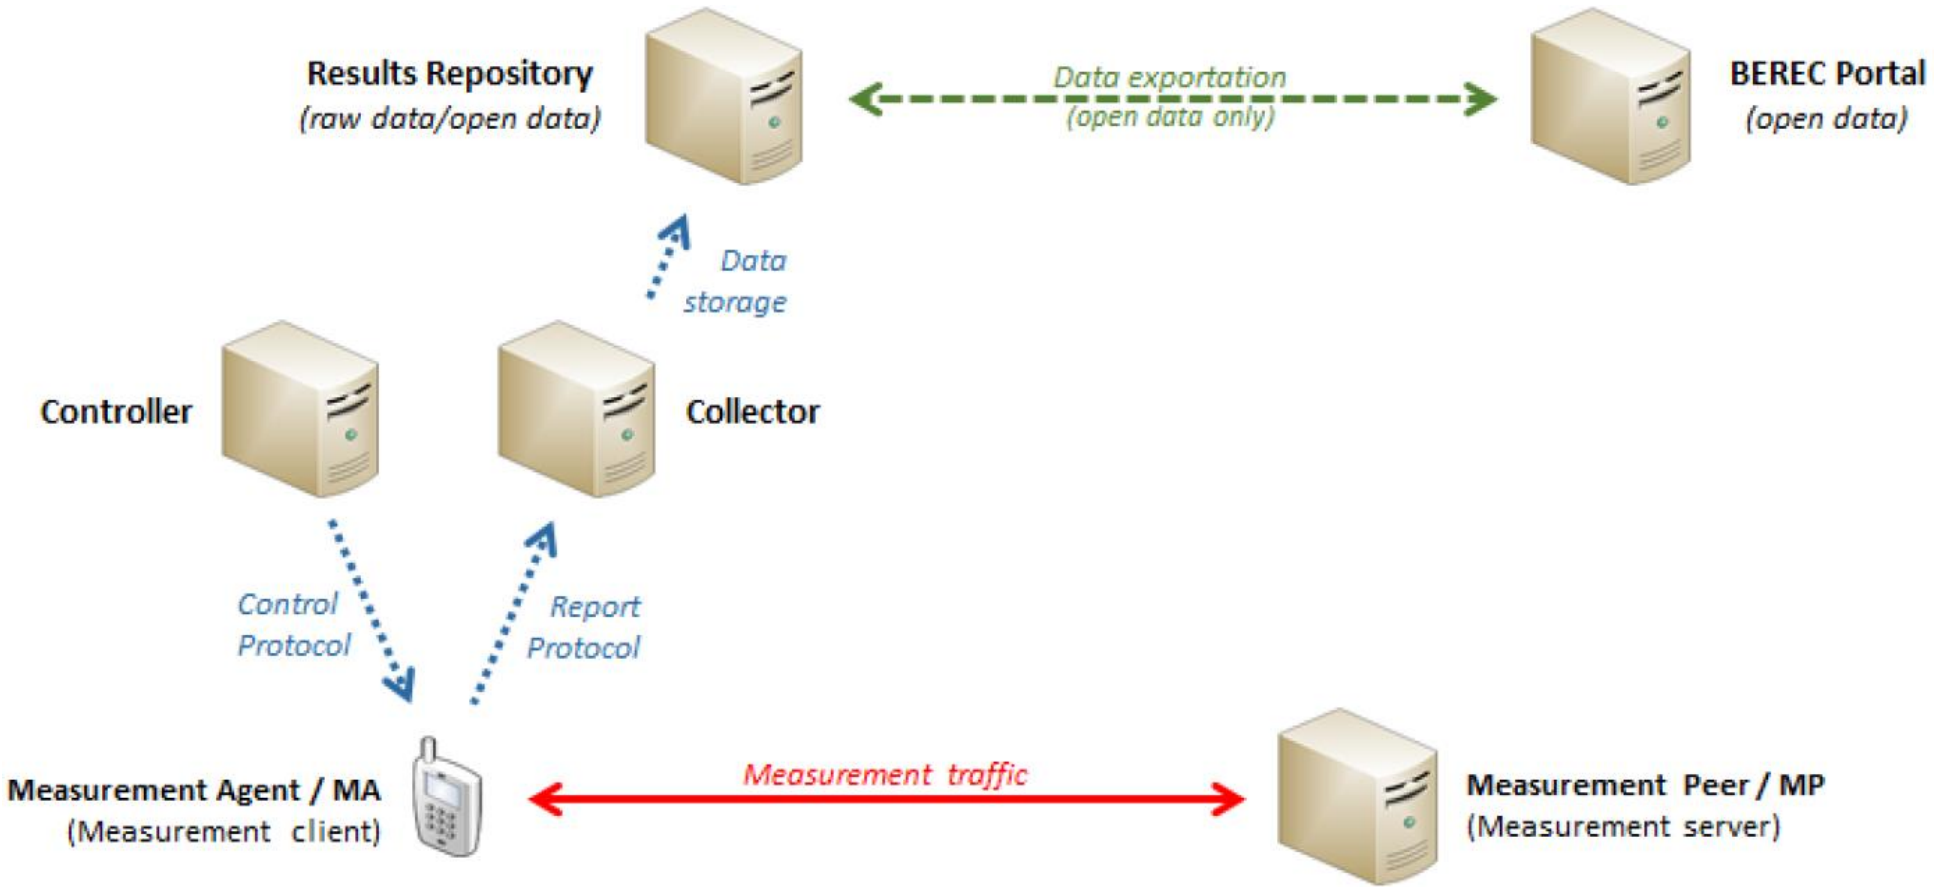 Results Repository
(raw data/open data)
Data exportation
(open data only)
BEREC Portal
(open data)
Data
storage
Controller
Collector
Control
Protocol
Report
Protocol
Measurement Agent / MA
(Measurement client)
Measurement traffic
Measurement Peer / MP
(Measurement server)